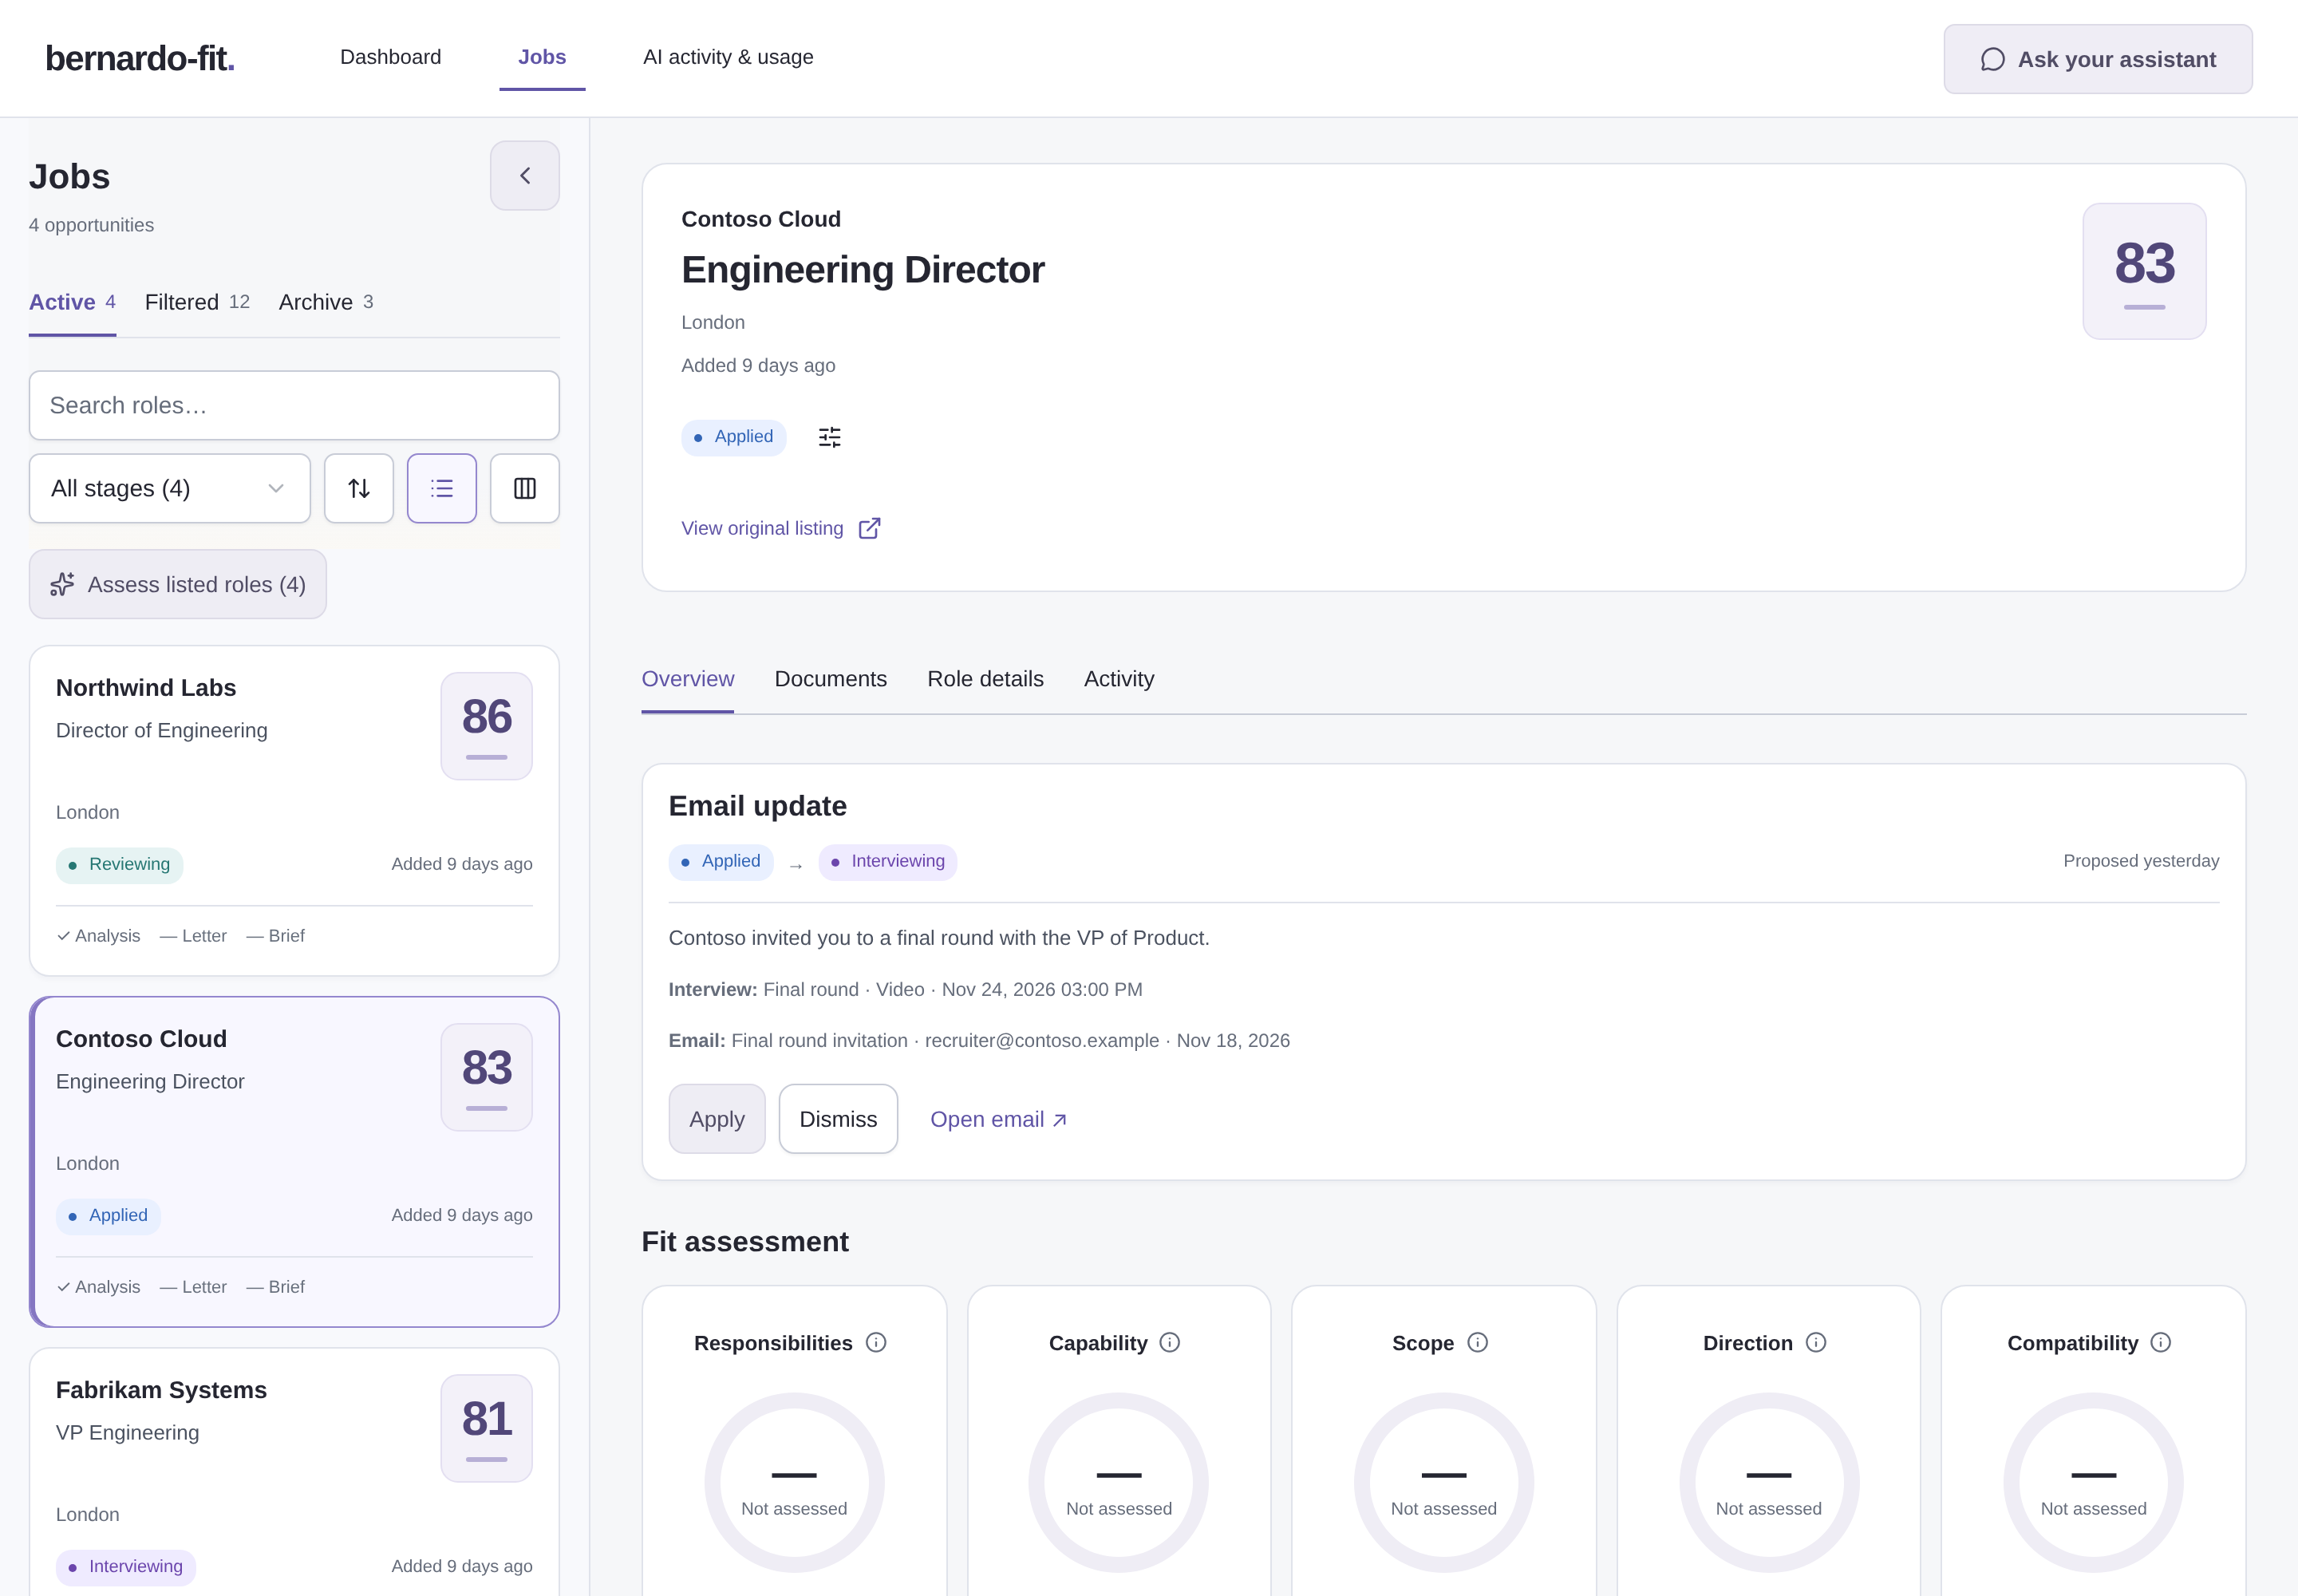 bernardo-fit.
Dashboard
Jobs
AI activity & usage
Ask your assistant
Jobs
4 opportunities
Active 4
Filtered 12
Archive 3
Search roles…
All stages (4)
Assess listed roles (4)
Northwind Labs
86
Director of Engineering
London
Reviewing
Added 9 days ago
Analysis — Letter — Brief
Contoso Cloud
83
Engineering Director
London
Applied
Added 9 days ago
Analysis — Letter — Brief
Fabrikam Systems
81
VP Engineering
London
Interviewing
Added 9 days ago
Contoso Cloud
Engineering Director
83
London
Added 9 days ago
Applied
View original listing
Overview
Documents
Role details
Activity
Email update
Applied → Interviewing
Proposed yesterday
Contoso invited you to a final round with the VP of Product.
Interview: Final round · Video · Nov 24, 2026 03:00 PM
Email: Final round invitation · recruiter@contoso.example · Nov 18, 2026
Apply
Dismiss
Open email
Fit assessment
Responsibilities
—
Not assessed
Capability
—
Not assessed
Scope
—
Not assessed
Direction
—
Not assessed
Compatibility
—
Not assessed